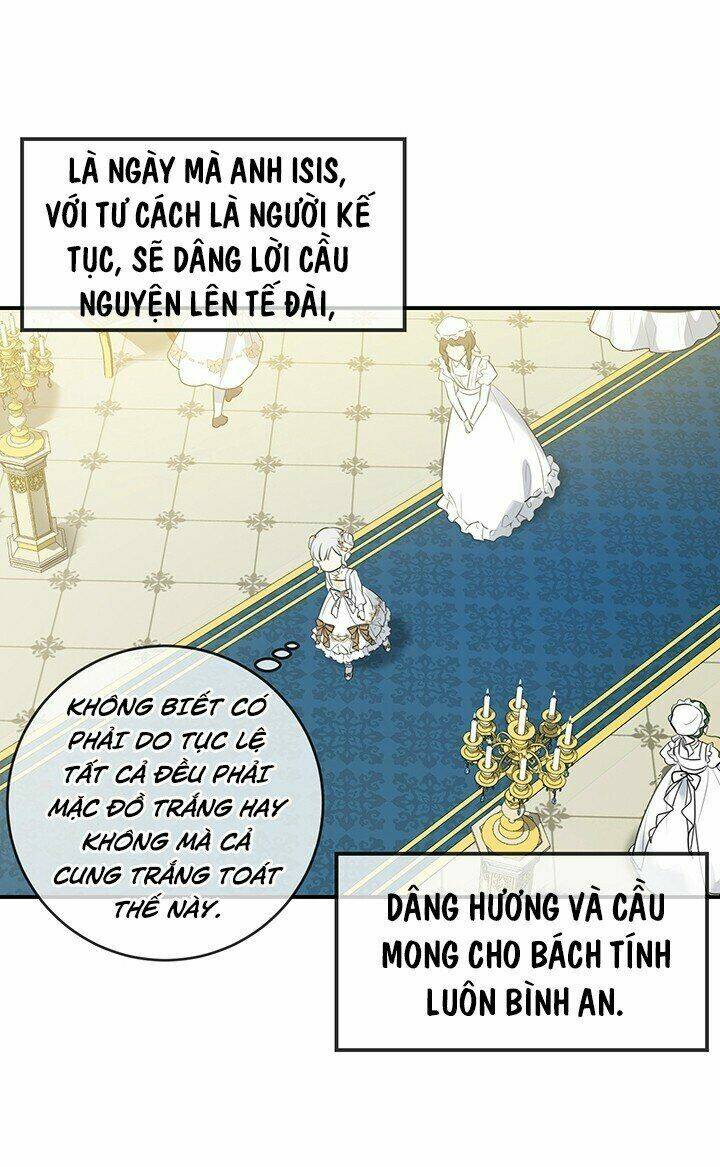 LÀ NGÀY MÀ ANH ISIS,
VỚI TƯ CÁCH LÀ NGƯỜI KẾ
TỤC, SẼ DÂNG LỜI CẦU
NGUYỆN LÊN TẾ ĐÀI,
KHÔNG BIẾT CÓ
PHẢI DO TỤC LỆ
TẤT CẢ ĐỀU PHẢI
MẶC ĐỒ TRẮNG HAY
KHÔNG MÀ CẢ
CUNG TRẮNG TOÁT
THẾ NÀY.
DÂNG HƯƠNG VÀ CẦU
MONG CHO BÁCH TÍNH
LUÔN BÌNH AN.